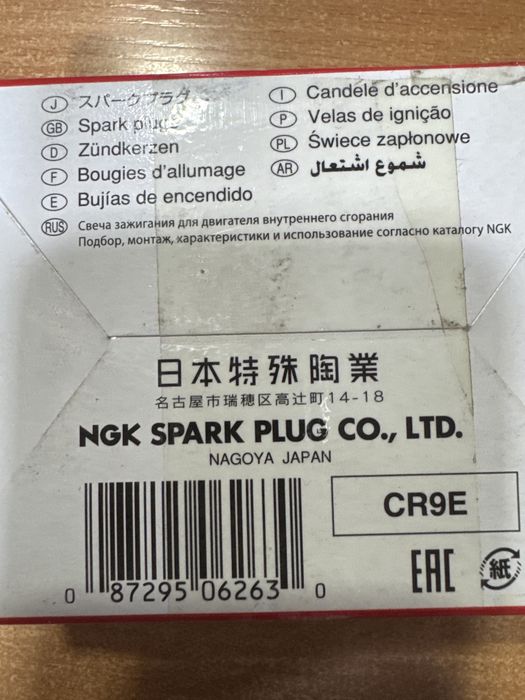 J スパークプラグ
GB Spark plugs
D Zündkerzen
F Bougies d'allumage
E Bujías de encendido
I Candele d'accensione
P Velas de ignição
PL Świece zapłonowe
AR شموع اشتعال
RUS Свеча зажигания для двигателя внутреннего сгорания
Подбор, монтаж, характеристики и использование согласно каталогу NGK
日本特殊陶業
名古屋市瑞穂区高辻町14-18
NGK SPARK PLUG CO., LTD.
NAGOYA JAPAN
CR9E
EAC
紙
0 87295 06263 0